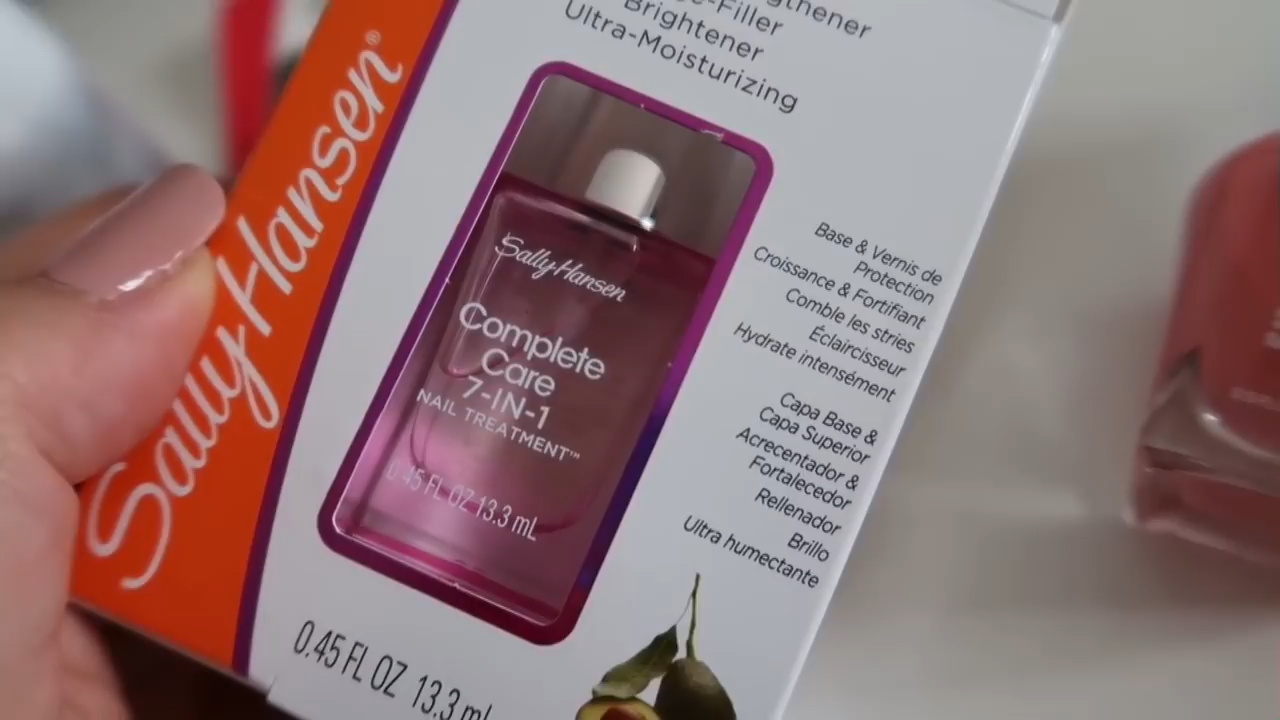 Sally Hansen®
Brightener
Ultra-Moisturizing
Sally Hansen
Complete
Care
7-IN-1
NAIL TREATMENT™
0.45 FL OZ 13.3 mL
Base & Vernis de
Protection
Croissance & Fortifiant
Comble les stries
Éclaircisseur
Hydrate intensément
Capa Base &
Capa Superior
Acrecentador &
Fortalecedor
Rellenador
Brillo
Ultra humectante
0.45 FL OZ 13.3 mL